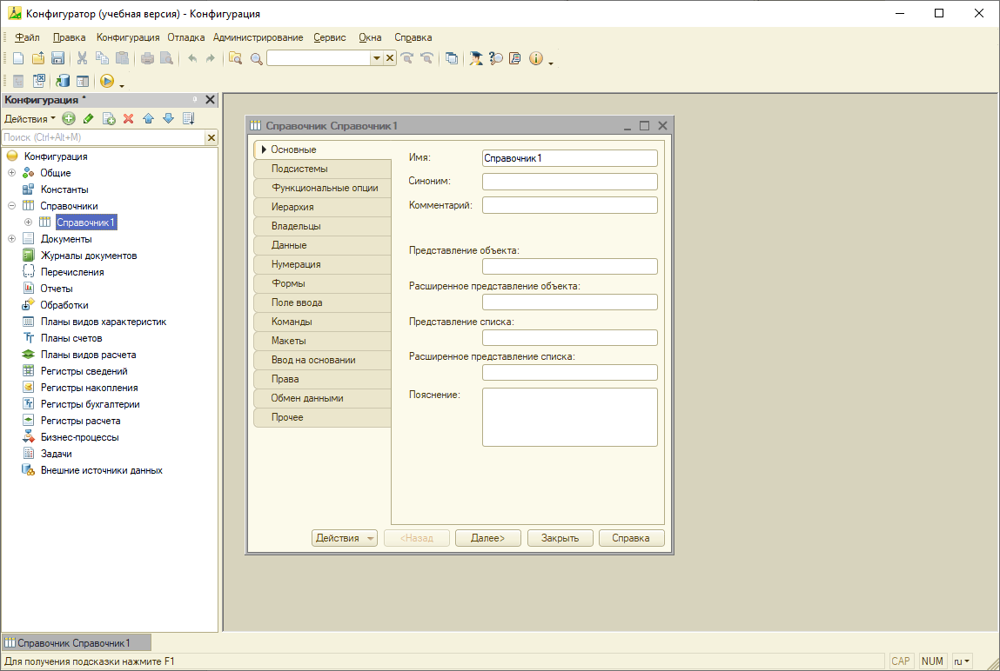 Конфигуратор (учебная версия) - Конфигурация
Файл Правка Конфигурация Отладка Администрирование Сервис Окна Справка
Конфигурация *
Действия
Поиск (Ctrl+Alt+M)
Конфигурация
Общие
Константы
Справочники
Справочник1
Документы
Журналы документов
Перечисления
Отчеты
Обработки
Планы видов характеристик
Планы счетов
Планы видов расчета
Регистры сведений
Регистры накопления
Регистры бухгалтерии
Регистры расчета
Бизнес-процессы
Задачи
Внешние источники данных
Справочник Справочник1
Основные
Подсистемы
Функциональные опции
Иерархия
Владельцы
Данные
Нумерация
Формы
Поле ввода
Команды
Макеты
Ввод на основании
Права
Обмен данными
Прочее
Имя: Справочник1
Синоним:
Комментарий:
Представление объекта:
Расширенное представление объекта:
Представление списка:
Расширенное представление списка:
Пояснение:
Действия <Назад Далее> Закрыть Справка
Справочник Справочник1
Для получения подсказки нажмите F1 CAP NUM ru